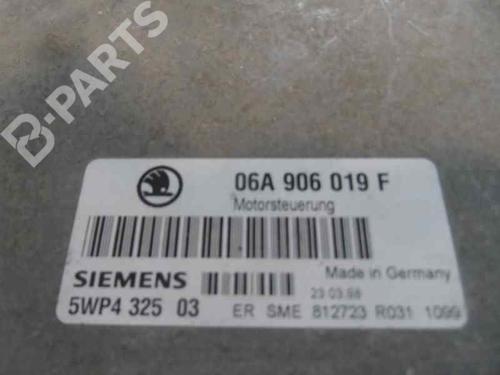 B-PARTS
06A 906 019 F
Motorsteuerung
SIEMENS
Made in Germany
23.03.98
5WP4 325 03
ER SME 812723 R031 1099